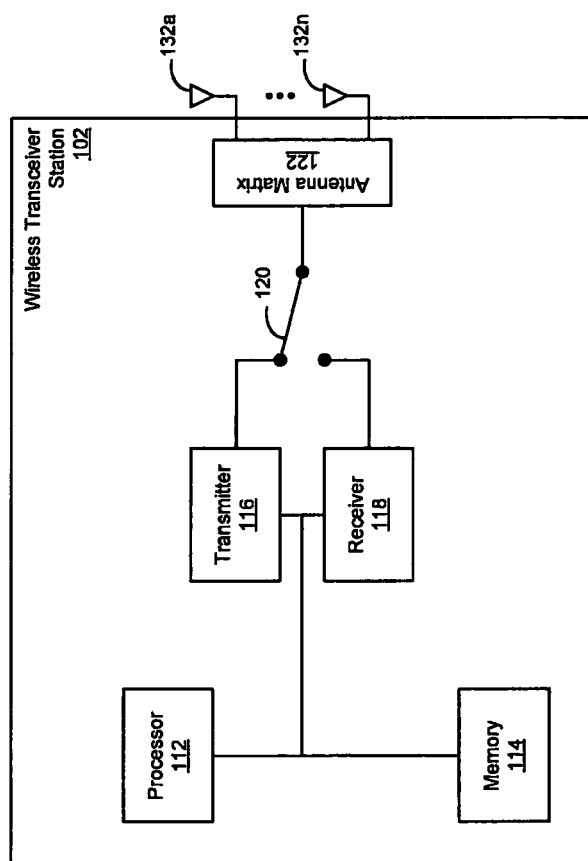 Wireless Transceiver
Station
102
132a
132n
Antenna Matrix
122
120
Transmitter
116
Receiver
118
Processor
112
Memory
114